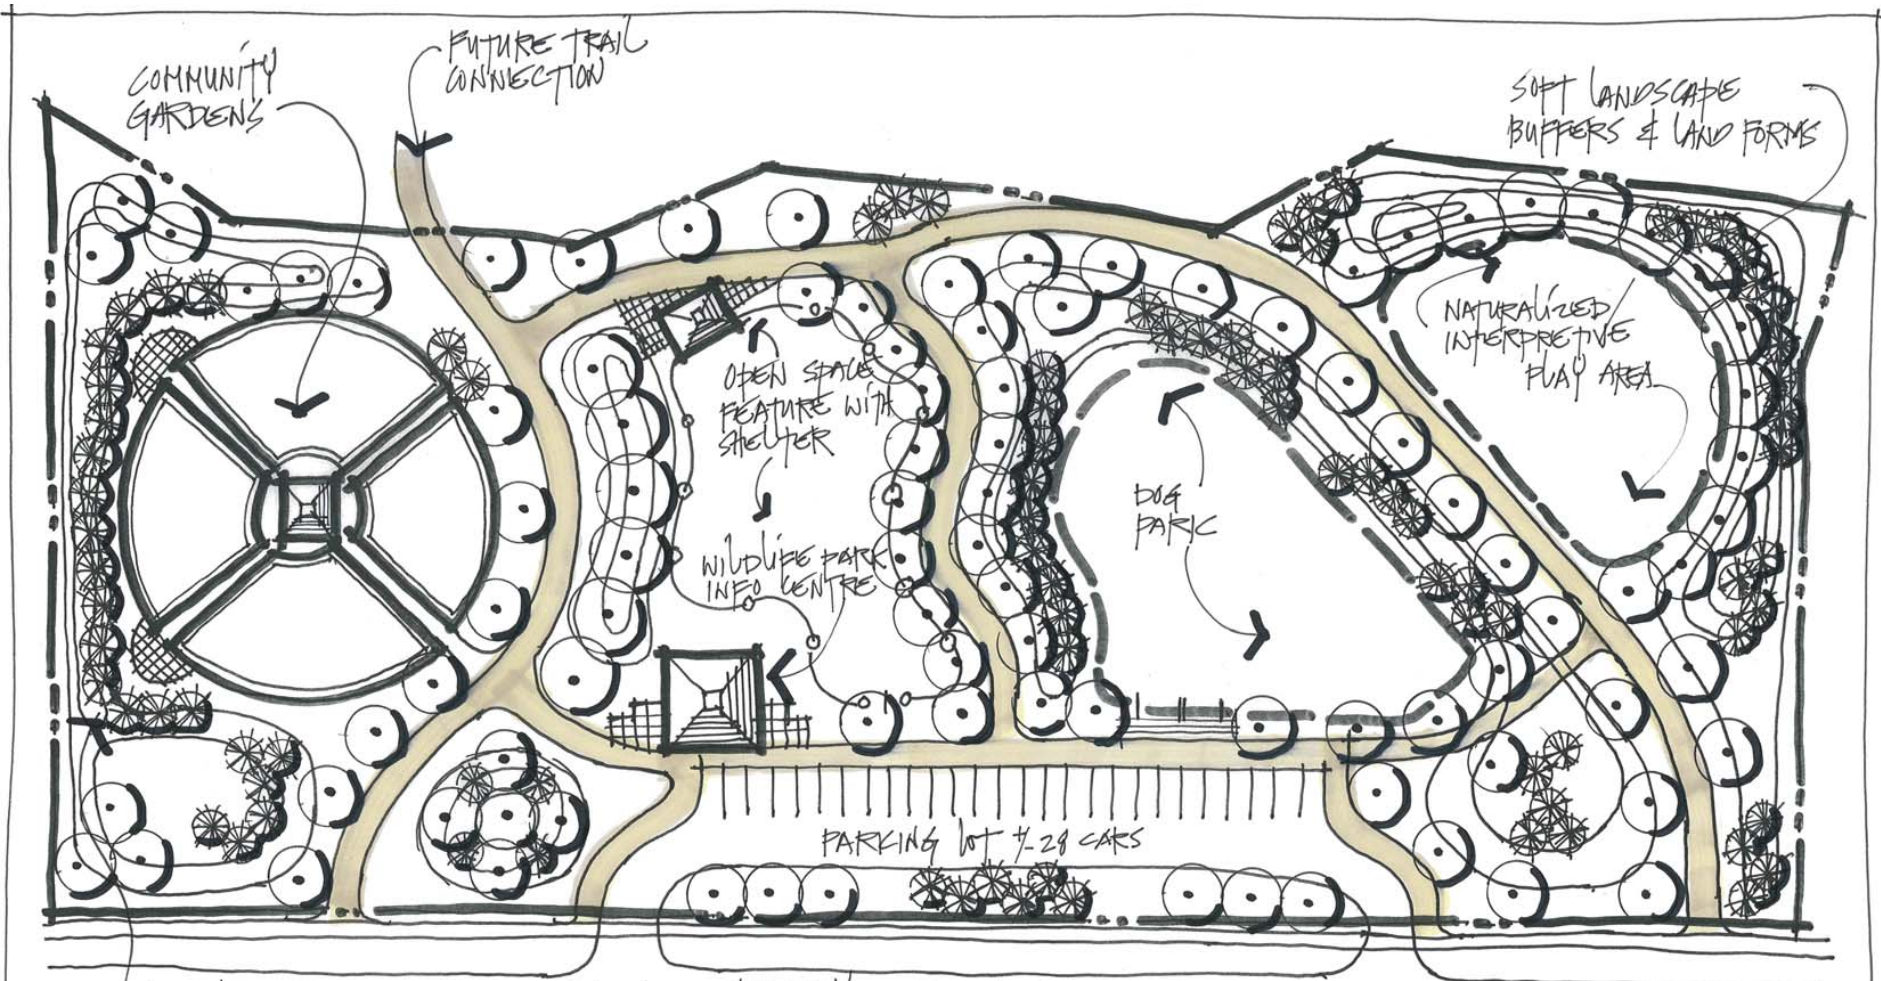 COMMUNITY
GARDENS
FUTURE TRAIL
CONNECTION
SOFT LANDSCAPE
BUFFERS & LAND FORMS
NATURALIZED/
INTERPRETIVE
PLAY AREA
OPEN SPACE
FEATURE WITH
SHELTER
DOG
PARK
WILDLIFE PARK
INFO CENTRE
PARKING LOT +/- 28 CARS